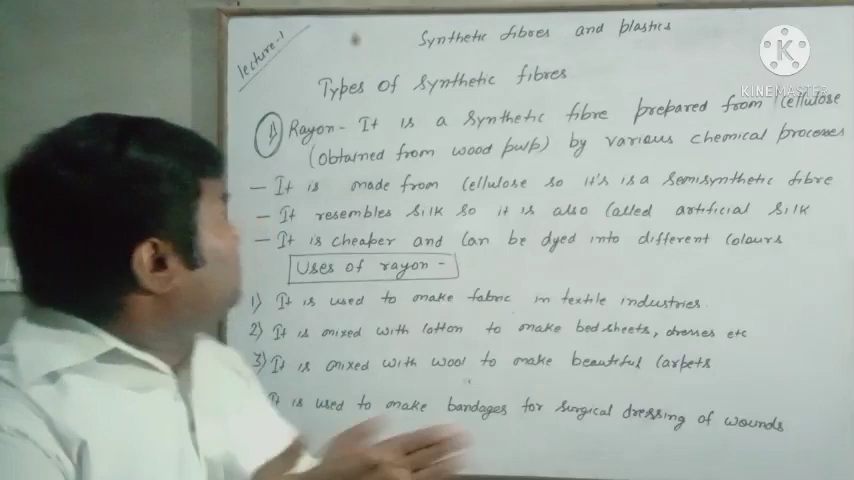 Lecture-1
Synthetic fibres and plastics
K
KINEMASTER
Types of synthetic fibres
1) Rayon - It is a synthetic fibre prepared from cellulose
(obtained from wood pulp) by various chemical processes
- It is made from cellulose so it's is a semisynthetic fibre
- It resembles silk so it is also called artificial silk
- It is cheaper and can be dyed into different colours
Uses of rayon -
1) It is used to make fabric in textile industries.
2) It is mixed with cotton to make bed sheets, dresses etc
3) It is mixed with wool to make beautiful carpets
It is used to make bandages for surgical dressing of wounds